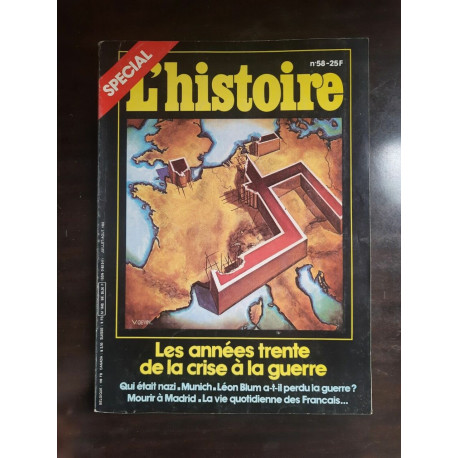 SPECIAL
n°58-25F
L'histoire
Les années trente
de la crise à la guerre
Qui était nazi. Munich. Léon Blum a-t-il perdu la guerre ?
Mourir à Madrid. La vie quotidienne des Francais...